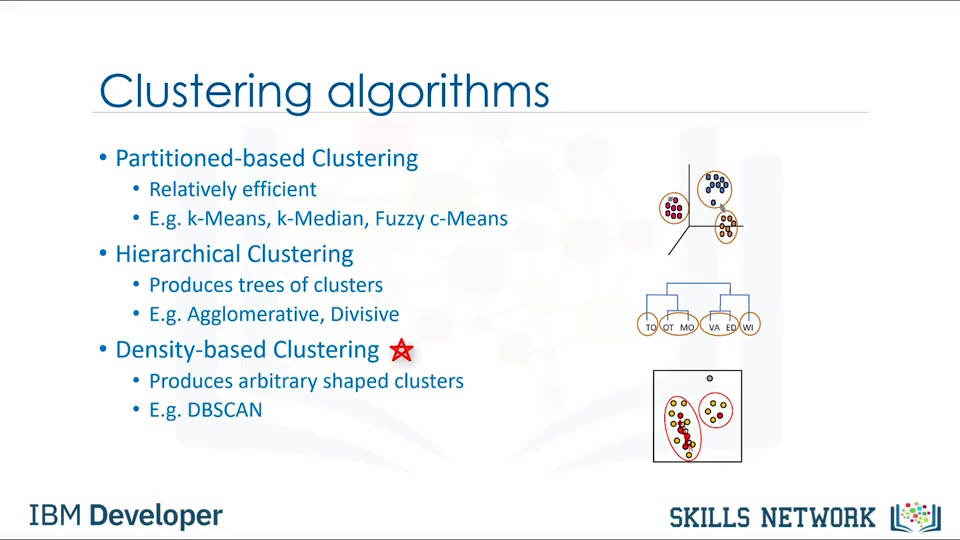 Clustering algorithms
• Partitioned-based Clustering
• Relatively efficient
• E.g. k-Means, k-Median, Fuzzy c-Means
• Hierarchical Clustering
• Produces trees of clusters
• E.g. Agglomerative, Divisive
TO OT MO VA ED WI
• Density-based Clustering
• Produces arbitrary shaped clusters
• E.g. DBSCAN
IBM Developer
SKILLS NETWORK